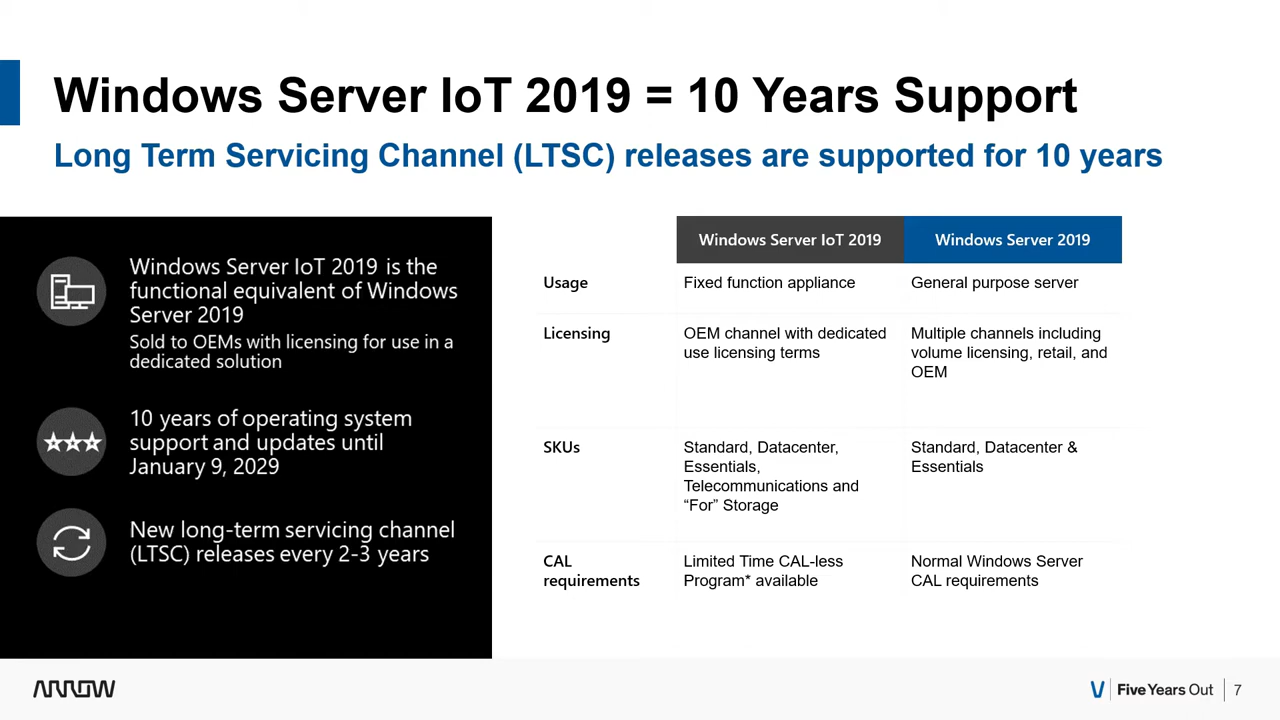 Windows Server IoT 2019 = 10 Years Support
Long Term Servicing Channel (LTSC) releases are supported for 10 years
Windows Server IoT 2019 is the
functional equivalent of Windows
Server 2019
Sold to OEMs with licensing for use in a
dedicated solution
10 years of operating system
support and updates until
January 9, 2029
New long-term servicing channel
(LTSC) releases every 2-3 years
Windows Server IoT 2019
Windows Server 2019
Usage
Fixed function appliance
General purpose server
Licensing
OEM channel with dedicated
use licensing terms
Multiple channels including
volume licensing, retail, and
OEM
SKUs
Standard, Datacenter,
Essentials,
Telecommunications and
“For” Storage
Standard, Datacenter &
Essentials
CAL
requirements
Limited Time CAL-less
Program* available
Normal Windows Server
CAL requirements
ARROW
Five Years Out
7